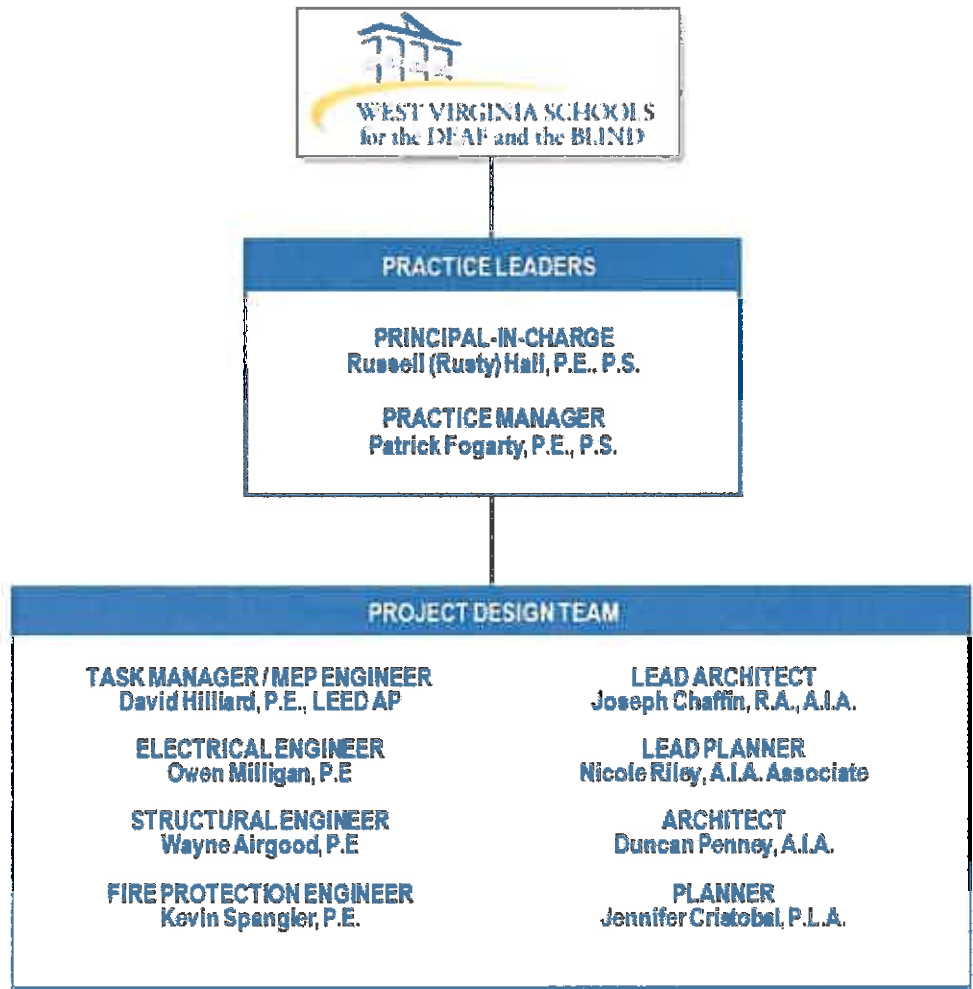 WEST VIRGINIA SCHOOLS
for the DEAF and the BLIND
PRACTICE LEADERS
PRINCIPAL-IN-CHARGE
Russell (Rusty) Hall, P.E., P.S.
PRACTICE MANAGER
Patrick Fogarty, P.E., P.S.
PROJECT DESIGN TEAM
TASK MANAGER / MEP ENGINEER
David Hilliard, P.E., LEED AP
ELECTRICAL ENGINEER
Owen Milligan, P.E
STRUCTURAL ENGINEER
Wayne Airgood, P.E
FIRE PROTECTION ENGINEER
Kevin Spangler, P.E.
LEAD ARCHITECT
Joseph Chaffin, R.A., A.I.A.
LEAD PLANNER
Nicole Riley, A.I.A. Associate
ARCHITECT
Duncan Penney, A.I.A.
PLANNER
Jennifer Cristobal, P.L.A.